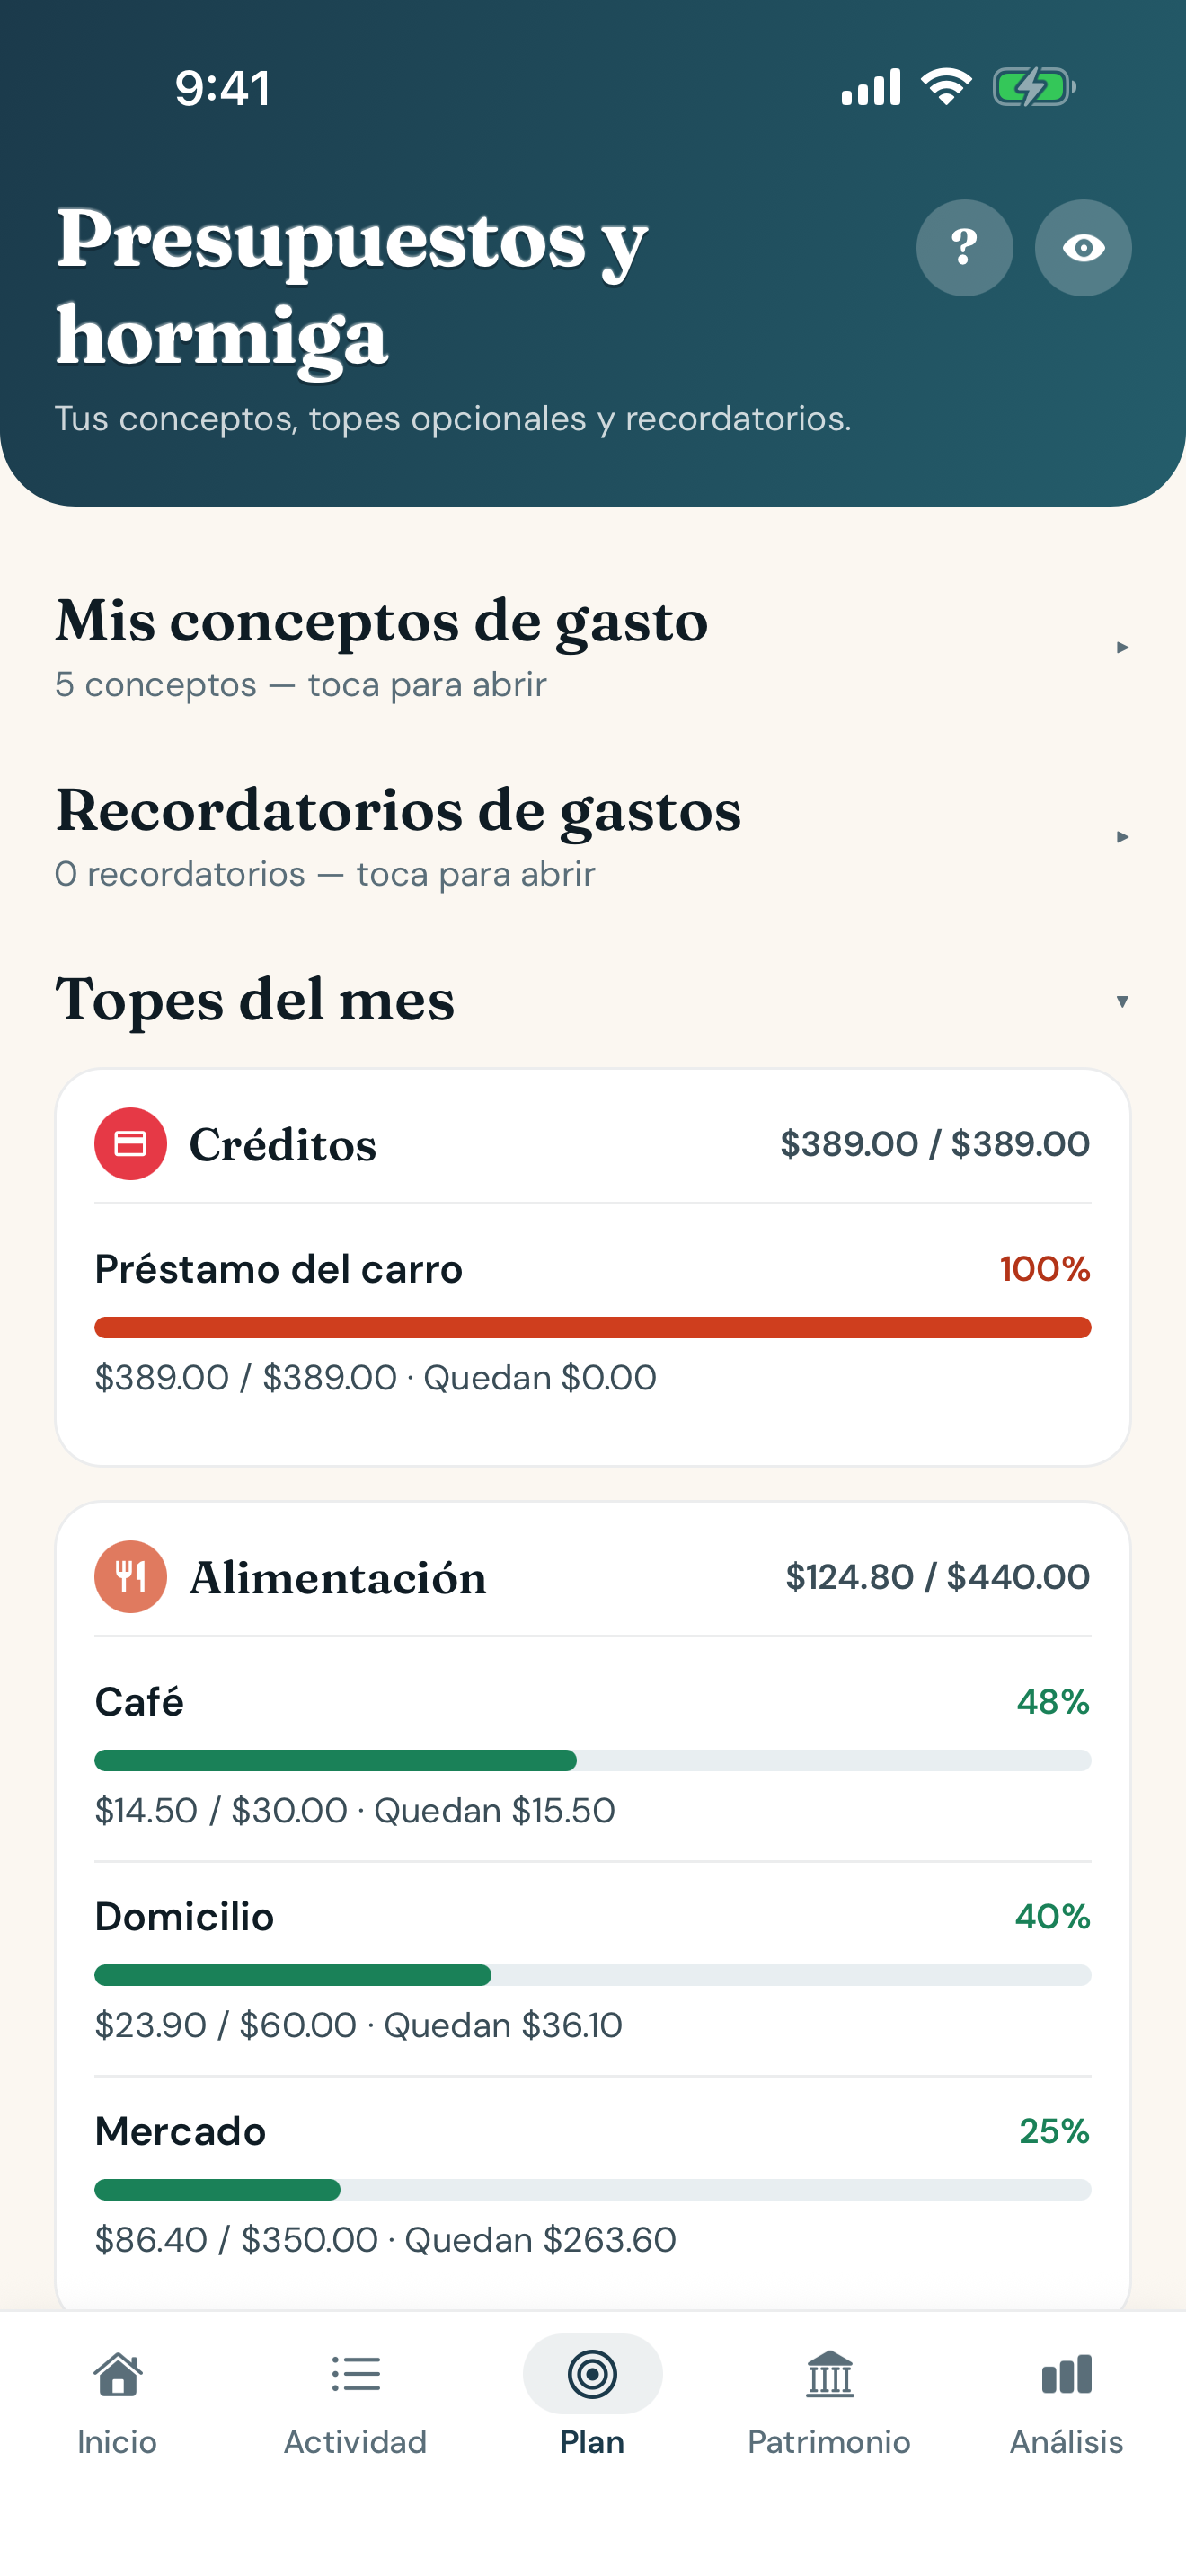 9:41
Presupuestos y
hormiga
?
Tus conceptos, topes opcionales y recordatorios.
Mis conceptos de gasto
5 conceptos — toca para abrir
Recordatorios de gastos
0 recordatorios — toca para abrir
Topes del mes
Créditos $389.00 / $389.00
Préstamo del carro 100%
$389.00 / $389.00 · Quedan $0.00
Alimentación $124.80 / $440.00
Café 48%
$14.50 / $30.00 · Quedan $15.50
Domicilio 40%
$23.90 / $60.00 · Quedan $36.10
Mercado 25%
$86.40 / $350.00 · Quedan $263.60
Inicio Actividad Plan Patrimonio Análisis